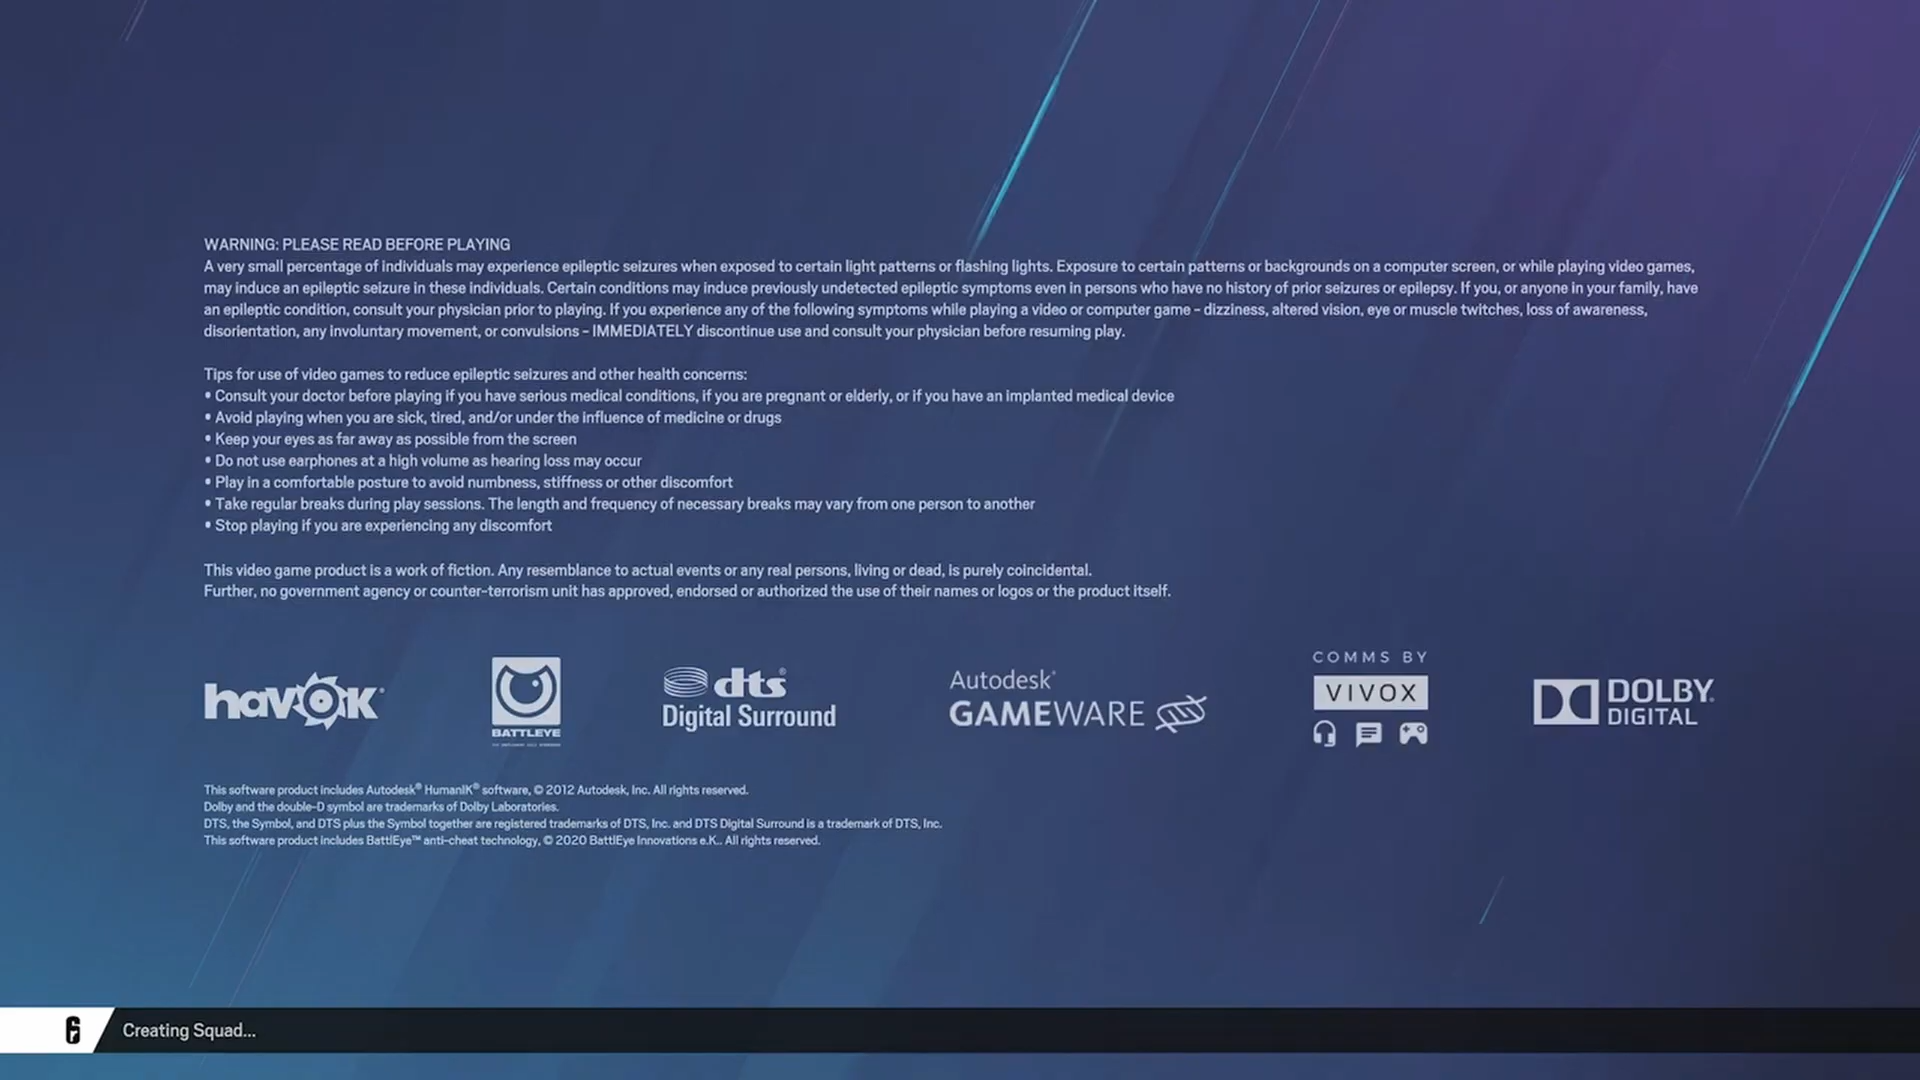 WARNING: PLEASE READ BEFORE PLAYING
A very small percentage of individuals may experience epileptic seizures when exposed to certain light patterns or flashing lights. Exposure to certain patterns or backgrounds on a computer screen, or while playing video games,
may induce an epileptic seizure in these individuals. Certain conditions may induce previously undetected epileptic symptoms even in persons who have no history of prior seizures or epilepsy. If you, or anyone in your family, have
an epileptic condition, consult your physician prior to playing. If you experience any of the following symptoms while playing a video or computer game - dizziness, altered vision, eye or muscle twitches, loss of awareness,
disorientation, any involuntary movement, or convulsions - IMMEDIATELY discontinue use and consult your physician before resuming play.
Tips for use of video games to reduce epileptic seizures and other health concerns:
• Consult your doctor before playing if you have serious medical conditions, if you are pregnant or elderly, or if you have an implanted medical device
• Avoid playing when you are sick, tired, and/or under the influence of medicine or drugs
• Keep your eyes as far away as possible from the screen
• Do not use earphones at a high volume as hearing loss may occur
• Play in a comfortable posture to avoid numbness, stiffness or other discomfort
• Take regular breaks during play sessions. The length and frequency of necessary breaks may vary from one person to another
• Stop playing if you are experiencing any discomfort
This video game product is a work of fiction. Any resemblance to actual events or any real persons, living or dead, is purely coincidental.
Further, no government agency or counter-terrorism unit has approved, endorsed or authorized the use of their names or logos or the product itself.
havok
BATTLEYE
dts®
Digital Surround
Autodesk®
GAMEWARE
COMMS BY
VIVOX
DOLBY®
DIGITAL
This software product includes Autodesk® HumanIK® software, © 2012 Autodesk, Inc. All rights reserved.
Dolby and the double-D symbol are trademarks of Dolby Laboratories.
DTS, the Symbol, and DTS plus the Symbol together are registered trademarks of DTS, Inc. and DTS Digital Surround is a trademark of DTS, Inc.
This software product includes BattlEye™ anti-cheat technology, © 2020 BattlEye Innovations e.K.. All rights reserved.
6 Creating Squad...